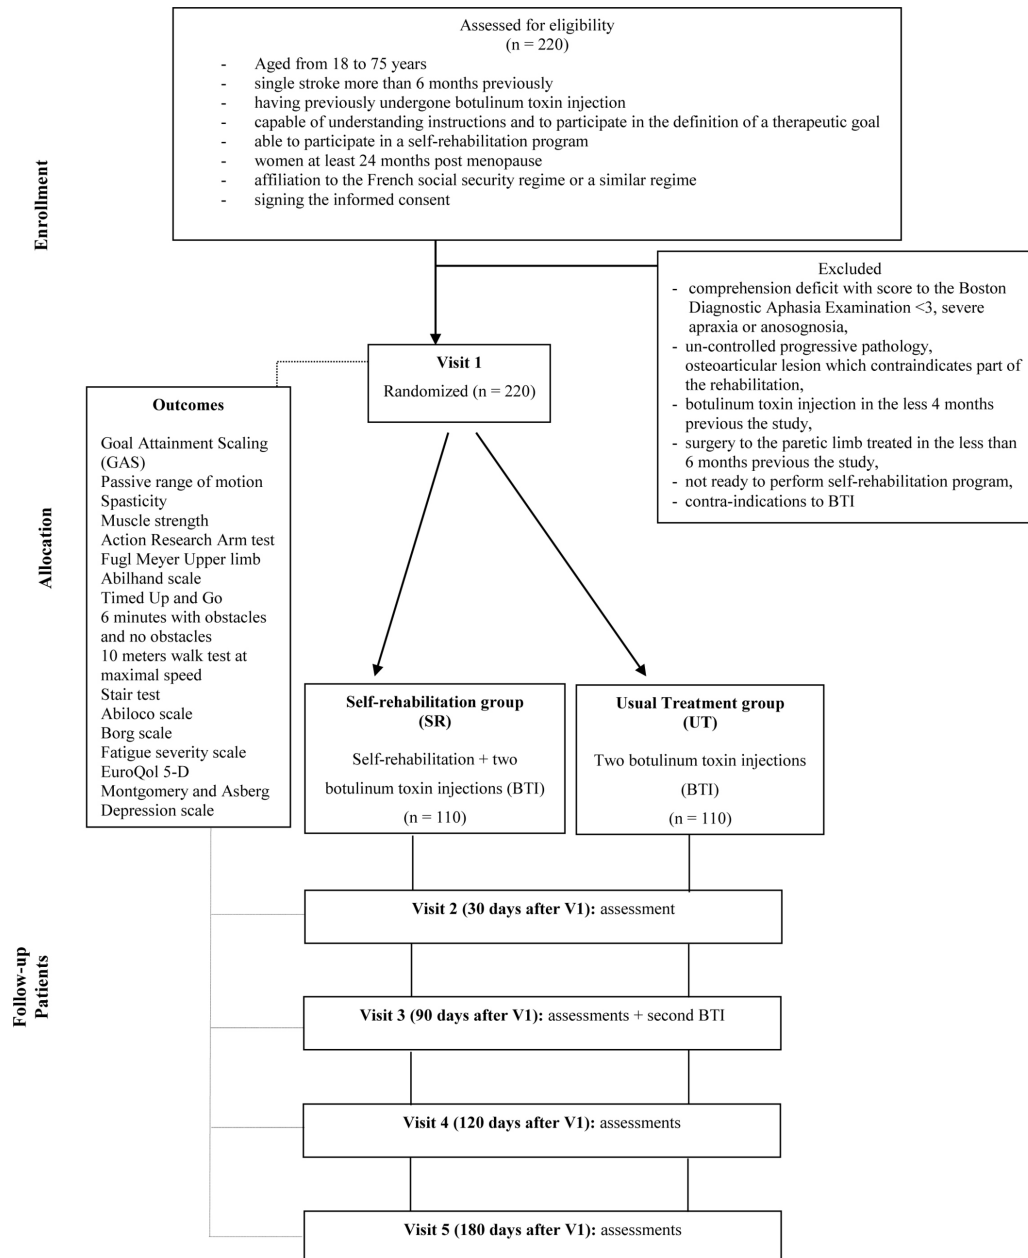 Assessed for eligibility
(n = 220)
- Aged from 18 to 75 years
- single stroke more than 6 months previously
- having previously undergone botulinum toxin injection
- capable of understanding instructions and to participate in the definition of a therapeutic goal
- able to participate in a self-rehabilitation program
- women at least 24 months post menopause
- affiliation to the French social security regime or a similar regime
- signing the informed consent
Enrollment
Excluded
- comprehension deficit with score to the Boston
Diagnostic Aphasia Examination <3, severe
apraxia or anosognosia,
- un-controlled progressive pathology,
osteoarticular lesion which contraindicates part of
the rehabilitation,
- botulinum toxin injection in the less 4 months
previous the study,
- surgery to the paretic limb treated in the less than
6 months previous the study,
- not ready to perform self-rehabilitation program,
- contra-indications to BTI
Visit 1
Randomized (n = 220)
Outcomes
Goal Attainment Scaling
(GAS)
Passive range of motion
Spasticity
Muscle strength
Action Research Arm test
Fugl Meyer Upper limb
Abilhand scale
Timed Up and Go
6 minutes with obstacles
and no obstacles
10 meters walk test at
maximal speed
Stair test
Abiloco scale
Borg scale
Fatigue severity scale
EuroQol 5-D
Montgomery and Asberg
Depression scale
Allocation
Self-rehabilitation group
(SR)
Self-rehabilitation + two
botulinum toxin injections (BTI)
(n = 110)
Usual Treatment group
(UT)
Two botulinum toxin injections
(BTI)
(n = 110)
Follow-up
Patients
Visit 2 (30 days after V1): assessment
Visit 3 (90 days after V1): assessments + second BTI
Visit 4 (120 days after V1): assessments
Visit 5 (180 days after V1): assessments